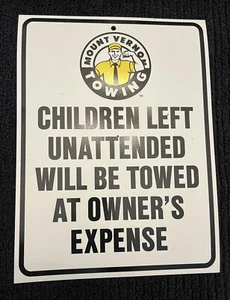 MOUNT VERNON
TOWING
CHILDREN LEFT
UNATTENDED
WILL BE TOWED
AT OWNER'S
EXPENSE